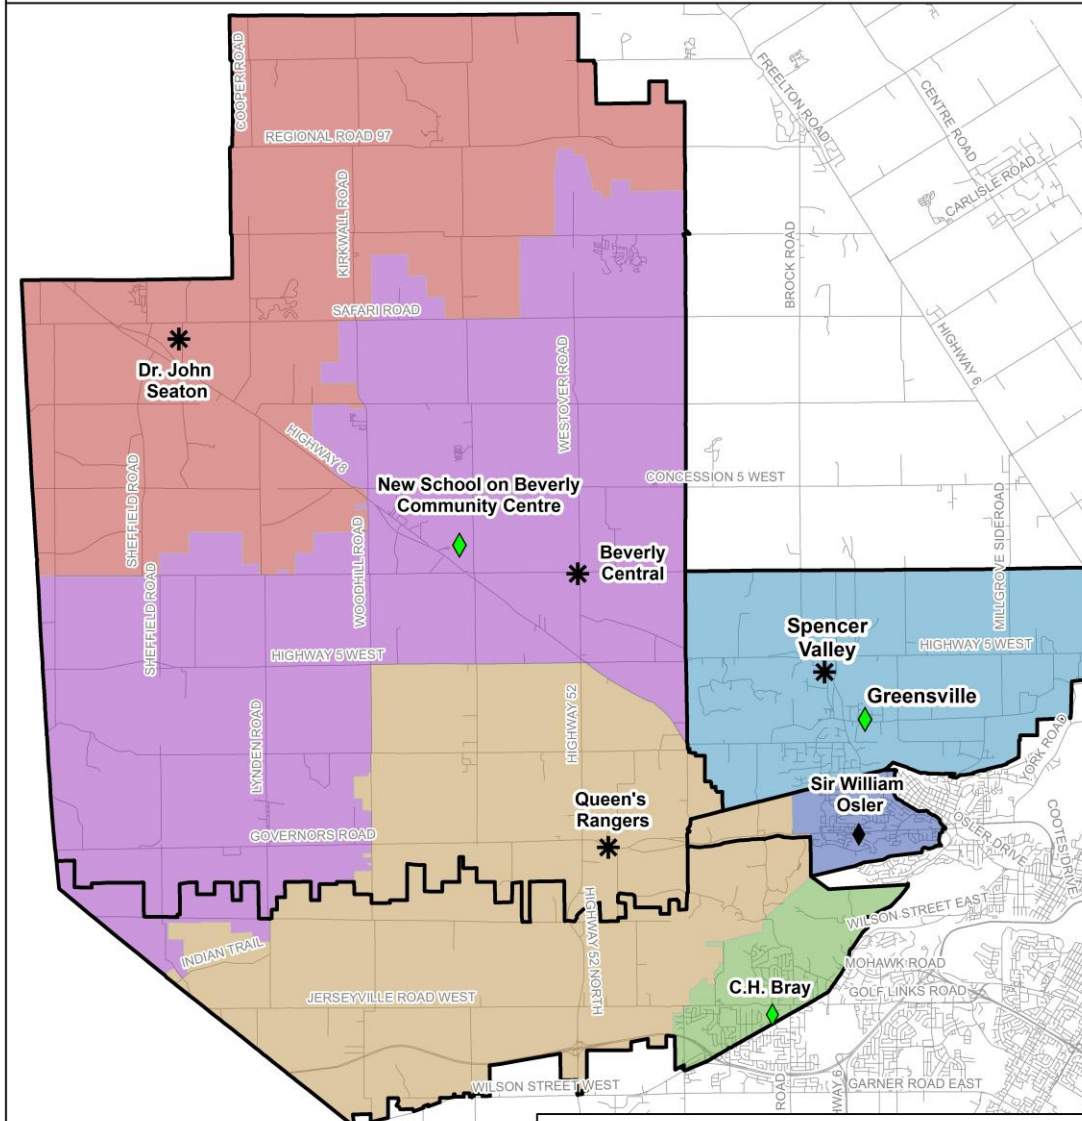 COOPER ROAD
REGIONAL ROAD 97
KIRKWALL ROAD
FREELTON ROAD
CENTRE ROAD
CARLISLE ROAD
BROCK ROAD
SAFARI ROAD
HIGHWAY 6
Dr. John
Seaton
WESTOVER ROAD
HIGHWAY 8
CONCESSION 5 WEST
New School on Beverly
Community Centre
SHEFFIELD ROAD
WOODHILL ROAD
MILLGROVE SIDEROAD
Beverly
Central
SHEFFIELD ROAD
HIGHWAY 5 WEST
Spencer
Valley
HIGHWAY 5 WEST
Greensville
LYNDEN ROAD
HIGHWAY 52
YORK ROAD
Sir William
Osler
Queen's
Rangers
GOVERNORS ROAD
OSLER DRIVE
COOTES DRIVE
WILSON STREET EAST
INDIAN TRAIL
HIGHWAY 52 NORTH
MOHAWK ROAD
C.H. Bray
GOLF LINKS ROAD
JERSEYVILLE ROAD WEST
WILSON STREET WEST
ROAD
GARNER ROAD EAST